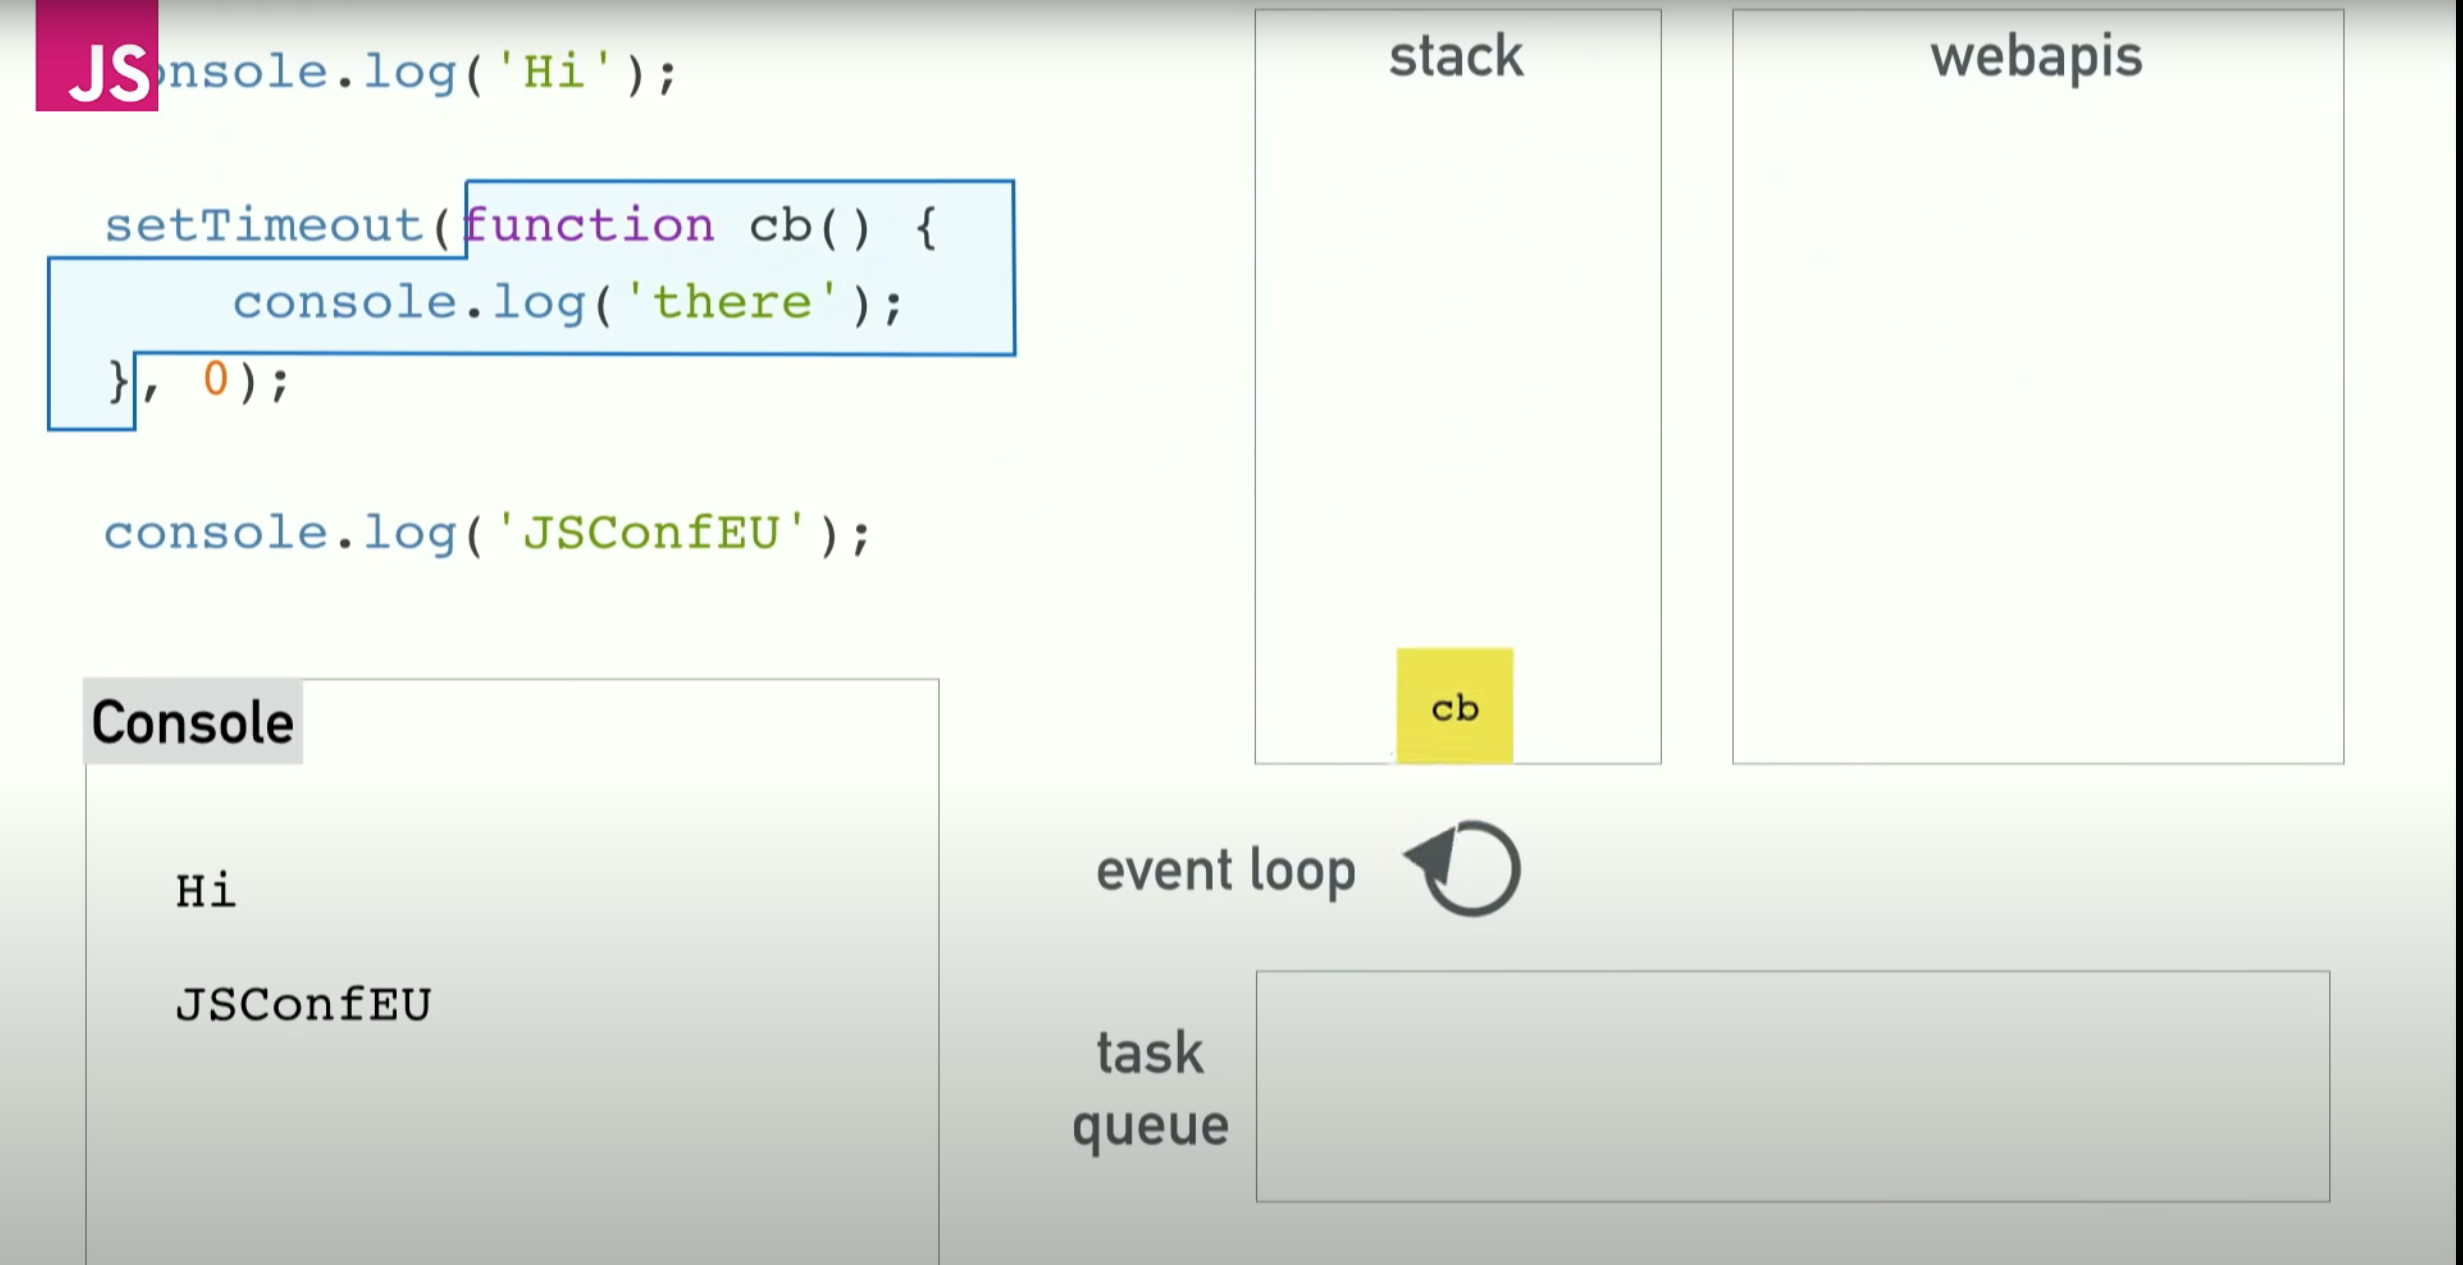 JS
onsole.log('Hi');
setTimeout(function cb() {
console.log('there');
}, 0);
console.log('JSConfEU');
Console
Hi
JSConfEU
stack
cb
webapis
event loop
task
queue